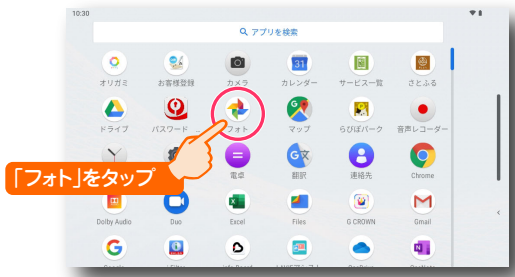 10:30
アプリを検索
31
オリガミ お客様登録 カメラ カレンダー サービス一覧 さとふる
ドライブ パスワード フォト マップ らびぱパーク 音声レコーダー
「フォト」をタップ
電卓 翻訳 連絡先 Chrome
Dolby Audio Duo Excel Files G CROWN Gmail